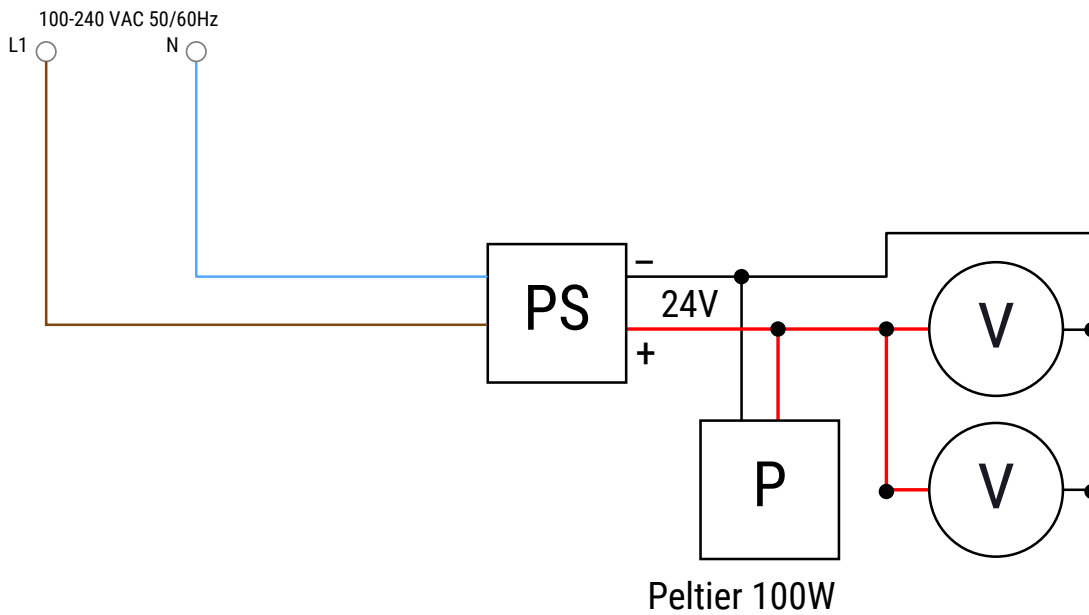 100-240 VAC 50/60Hz
L1
N
PS
–
24V
+
V
V
P
Peltier 100W